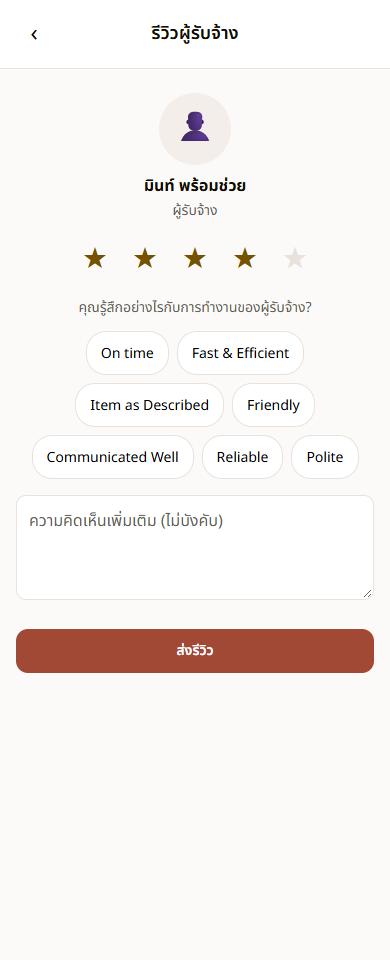 ‹ รีวิวผู้รับจ้าง
มินท์ พร้อมช่วย
ผู้รับจ้าง
★ ★ ★ ★ ★
คุณรู้สึกอย่างไรกับการทำงานของผู้รับจ้าง?
On time Fast & Efficient
Item as Described Friendly
Communicated Well Reliable Polite
ความคิดเห็นเพิ่มเติม (ไม่บังคับ)
ส่งรีวิว